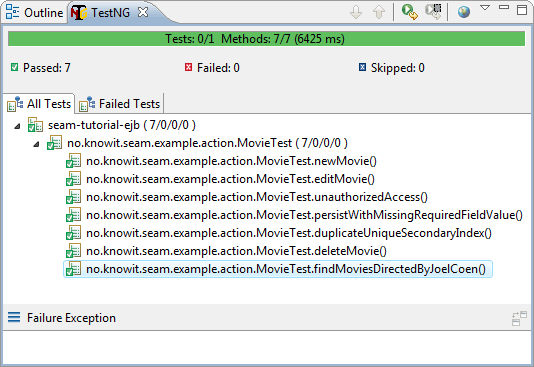 Outline TestNG
Tests: 0/1 Methods: 7/7 (6425 ms)
Passed: 7 Failed: 0 Skipped: 0
All Tests Failed Tests
seam-tutorial-ejb ( 7/0/0/0 )
no.knowit.seam.example.action.MovieTest ( 7/0/0/0 )
no.knowit.seam.example.action.MovieTest.newMovie()
no.knowit.seam.example.action.MovieTest.editMovie()
no.knowit.seam.example.action.MovieTest.unauthorizedAccess()
no.knowit.seam.example.action.MovieTest.persistWithMissingRequiredFieldValue()
no.knowit.seam.example.action.MovieTest.duplicateUniqueSecondaryIndex()
no.knowit.seam.example.action.MovieTest.deleteMovie()
no.knowit.seam.example.action.MovieTest.findMoviesDirectedByJoelCoen()
Failure Exception